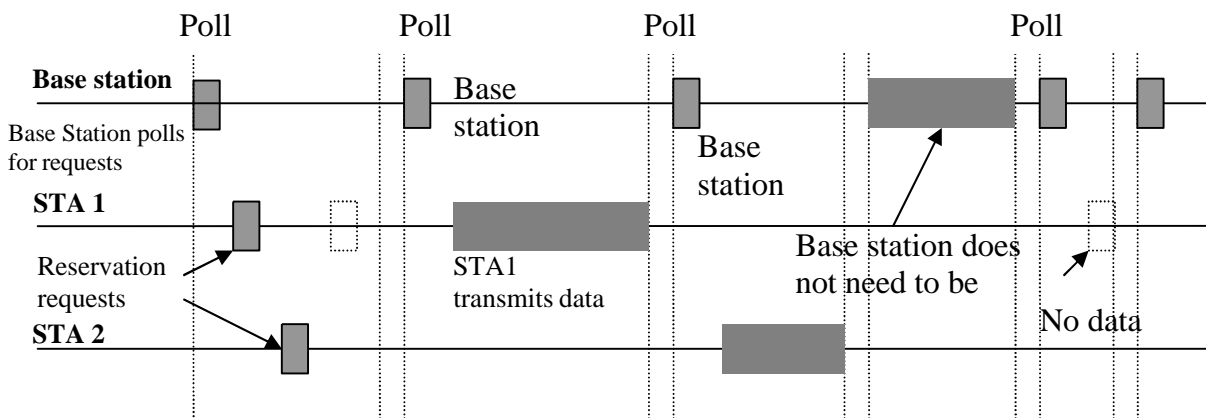 Poll
Poll
Poll
Poll
Base station
Base
station
Base Station polls
for requests
Base
station
STA 1
Base station does
not need to be
Reservation
requests
STA1
transmits data
No data
STA 2